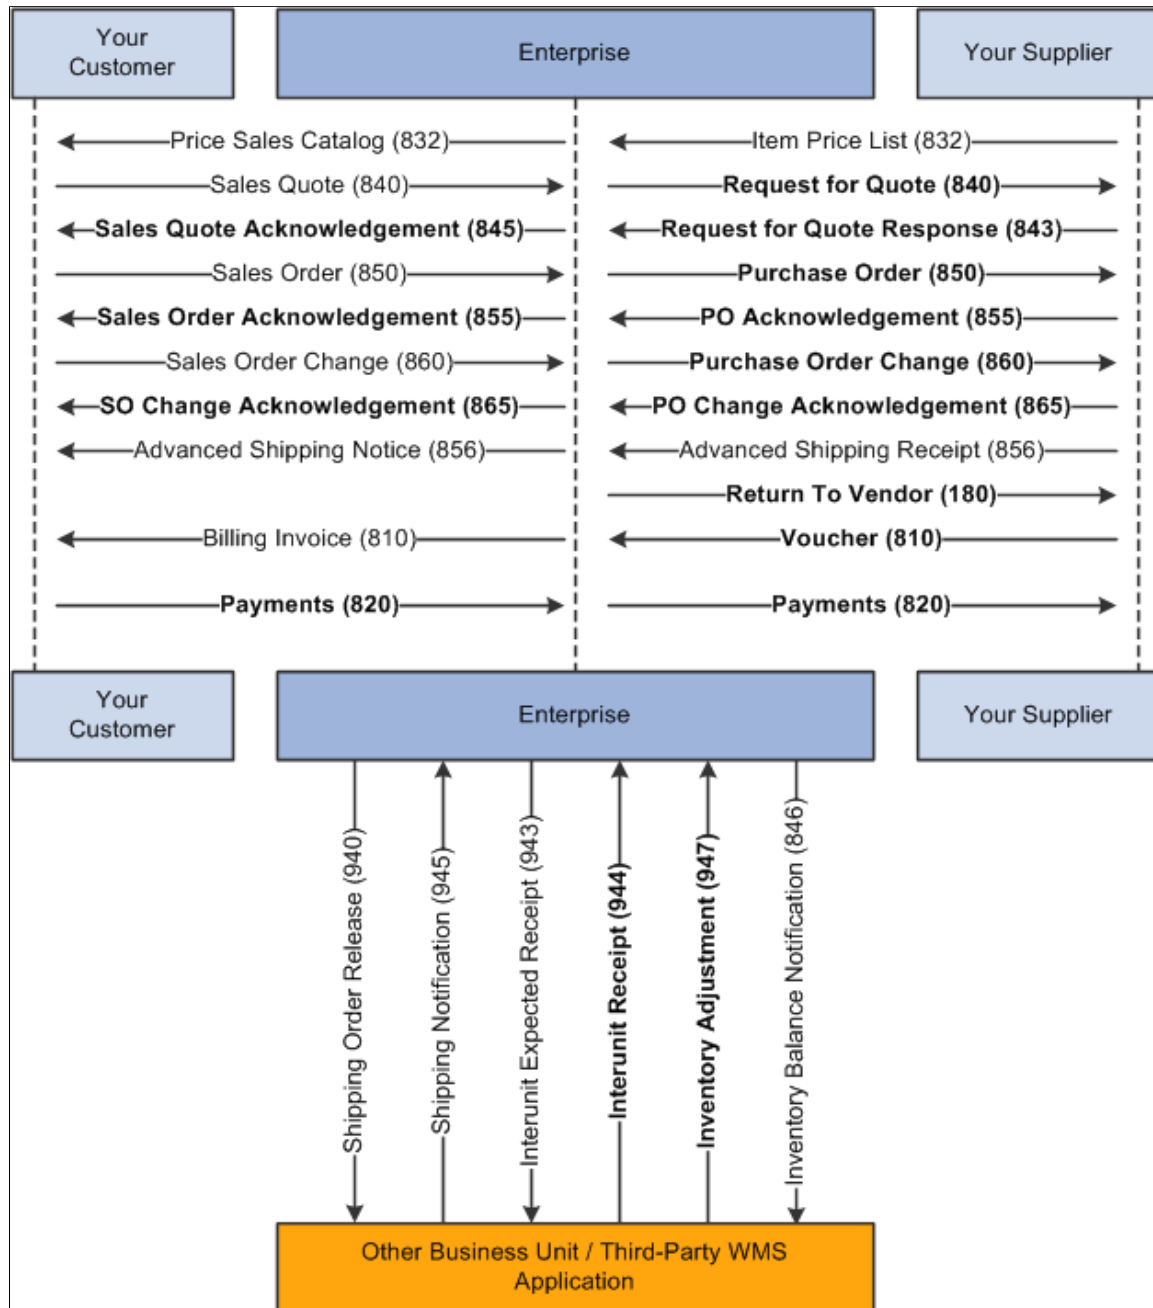 Your
Customer
Enterprise
Your Supplier
Price Sales Catalog (832)
Item Price List (832)
Sales Quote (840)
Request for Quote (840)
Sales Quote Acknowledgement (845)
Request for Quote Response (843)
Sales Order (850)
Purchase Order (850)
Sales Order Acknowledgement (855)
PO Acknowledgement (855)
Sales Order Change (860)
Purchase Order Change (860)
SO Change Acknowledgement (865)
PO Change Acknowledgement (865)
Advanced Shipping Notice (856)
Advanced Shipping Receipt (856)
Return To Vendor (180)
Billing Invoice (810)
Voucher (810)
Payments (820)
Payments (820)
Your
Customer
Enterprise
Your Supplier
Shipping Order Release (940)
Shipping Notification (945)
Interunit Expected Receipt (943)
Interunit Receipt (944)
Inventory Adjustment (947)
Inventory Balance Notification (846)
Other Business Unit / Third-Party WMS
Application